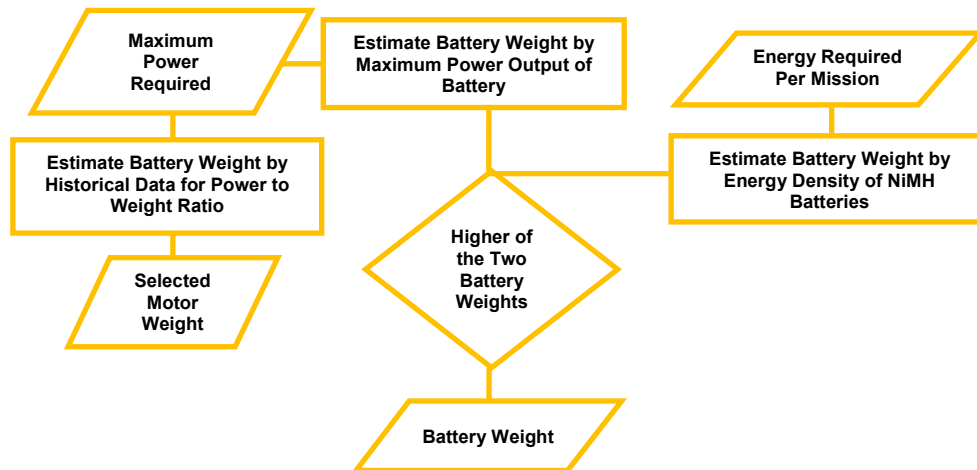 Maximum
Power
Required
Estimate Battery Weight by
Maximum Power Output of
Battery
Energy Required
Per Mission
Estimate Battery Weight by
Historical Data for Power to
Weight Ratio
Estimate Battery Weight by
Energy Density of NiMH
Batteries
Higher of
the Two
Battery
Weights
Selected
Motor
Weight
Battery Weight